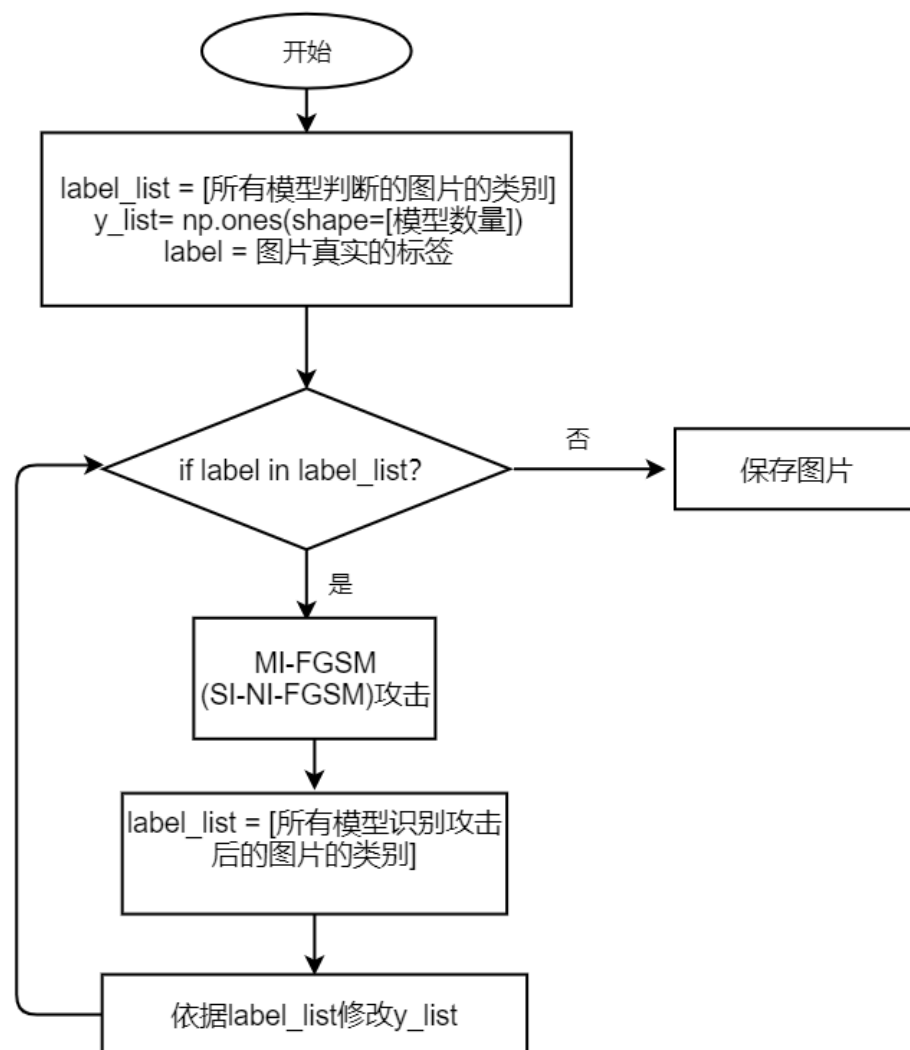 开始
label_list = [所有模型判断的图片的类别]
y_list= np.ones(shape=[模型数量])
label = 图片真实的标签
if label in label_list?
否
保存图片
是
MI-FGSM
(SI-NI-FGSM)攻击
label_list = [所有模型识别攻击
后的图片的类别]
依据label_list修改y_list